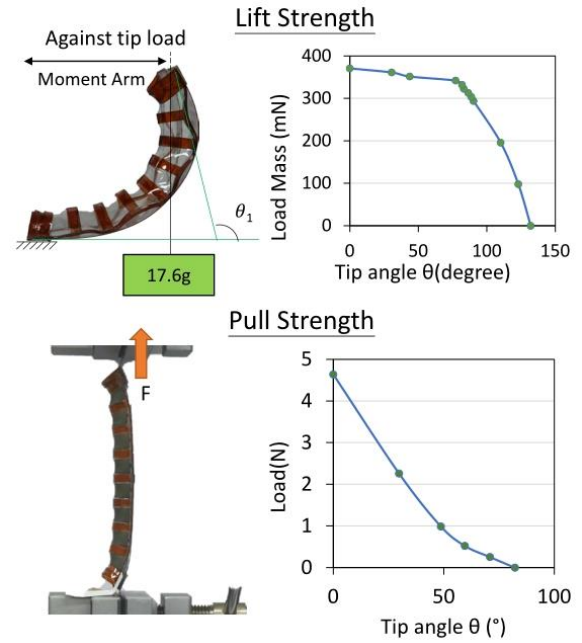 Lift Strength
Against tip load
Moment Arm
θ1
17.6g
Load Mass (mN)
400
300
200
100
0
0 50 100 150
Tip angle θ(degree)
Pull Strength
F
Load(N)
5
4
3
2
1
0
0 50 100
Tip angle θ (°)